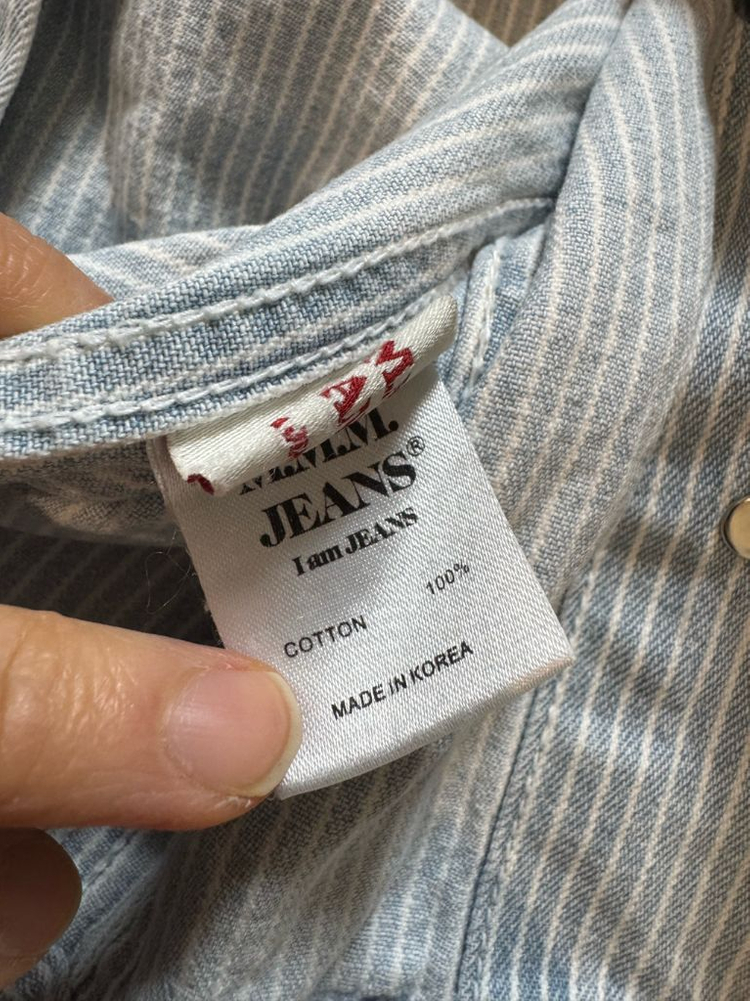 JEANS®
I am JEANS
COTTON 100%
MADE IN KOREA